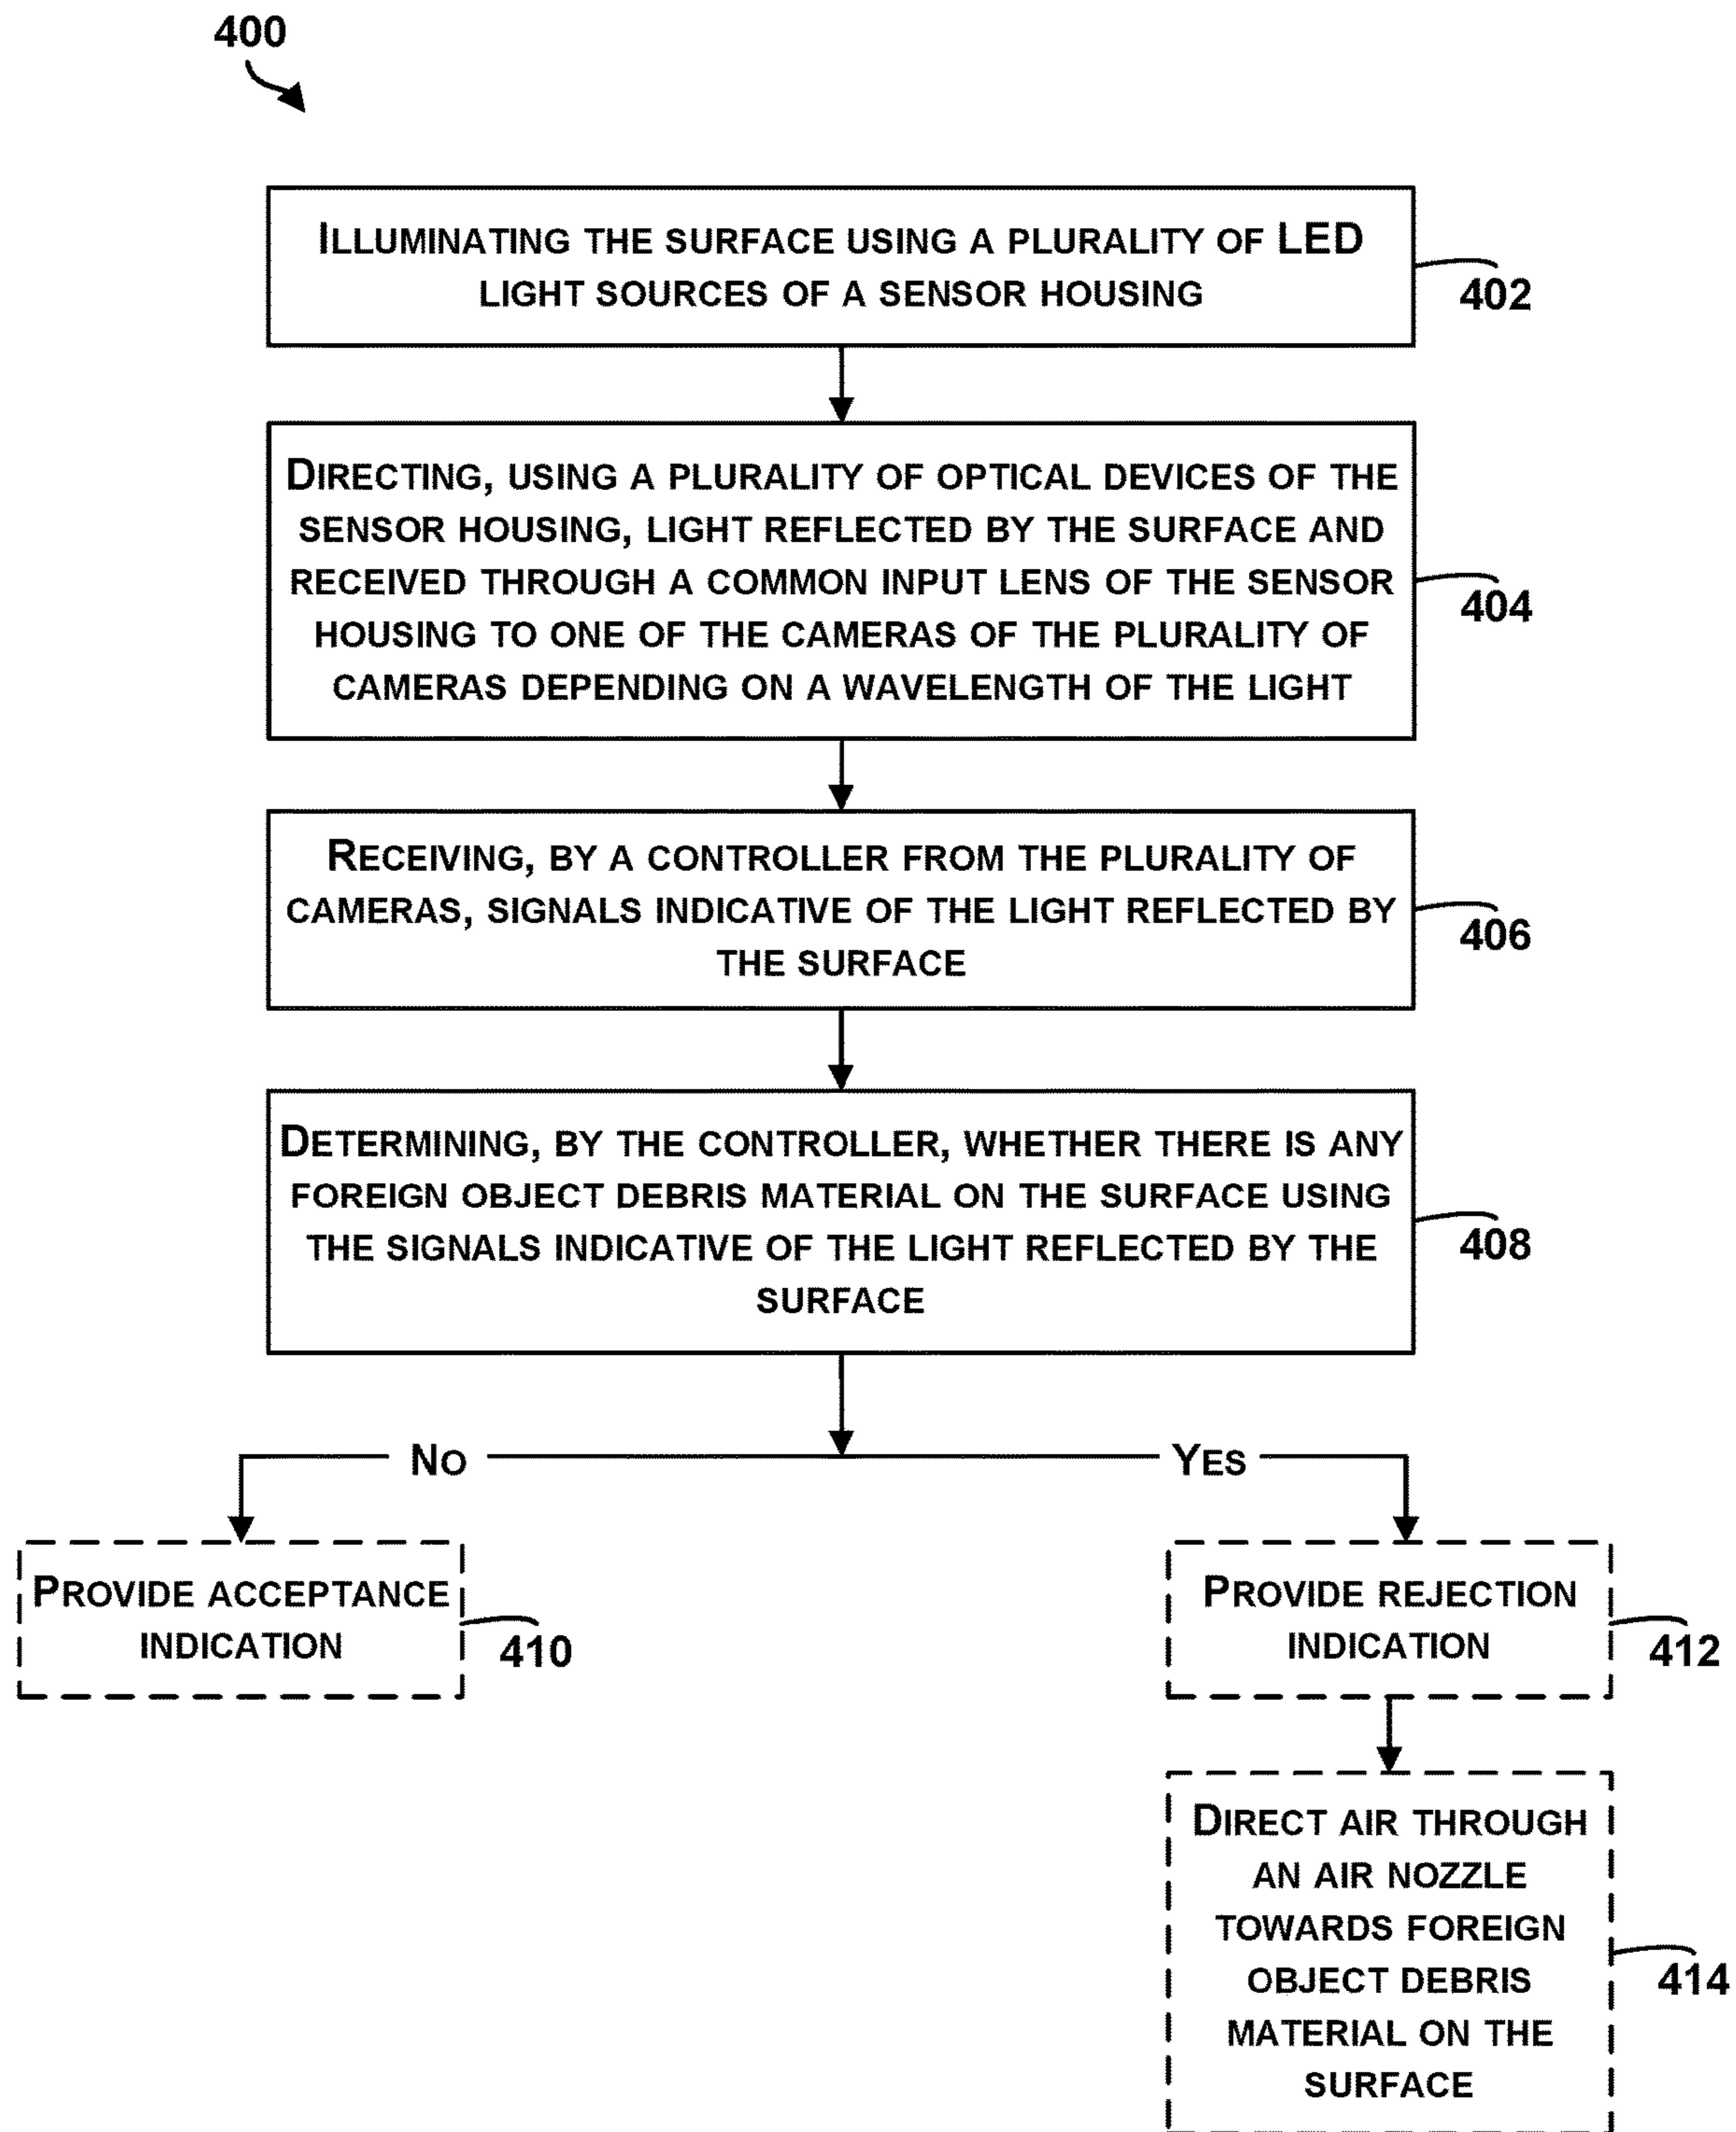 400
ILLUMINATING THE SURFACE USING A PLURALITY OF LED
LIGHT SOURCES OF A SENSOR HOUSING
402
DIRECTING, USING A PLURALITY OF OPTICAL DEVICES OF THE
SENSOR HOUSING, LIGHT REFLECTED BY THE SURFACE AND
RECEIVED THROUGH A COMMON INPUT LENS OF THE SENSOR
HOUSING TO ONE OF THE CAMERAS OF THE PLURALITY OF
CAMERAS DEPENDING ON A WAVELENGTH OF THE LIGHT
404
RECEIVING, BY A CONTROLLER FROM THE PLURALITY OF
CAMERAS, SIGNALS INDICATIVE OF THE LIGHT REFLECTED BY
THE SURFACE
406
DETERMINING, BY THE CONTROLLER, WHETHER THERE IS ANY
FOREIGN OBJECT DEBRIS MATERIAL ON THE SURFACE USING
THE SIGNALS INDICATIVE OF THE LIGHT REFLECTED BY THE
SURFACE
408
NO
YES
PROVIDE ACCEPTANCE
INDICATION
410
PROVIDE REJECTION
INDICATION
412
DIRECT AIR THROUGH
AN AIR NOZZLE
TOWARDS FOREIGN
OBJECT DEBRIS
MATERIAL ON THE
SURFACE
414